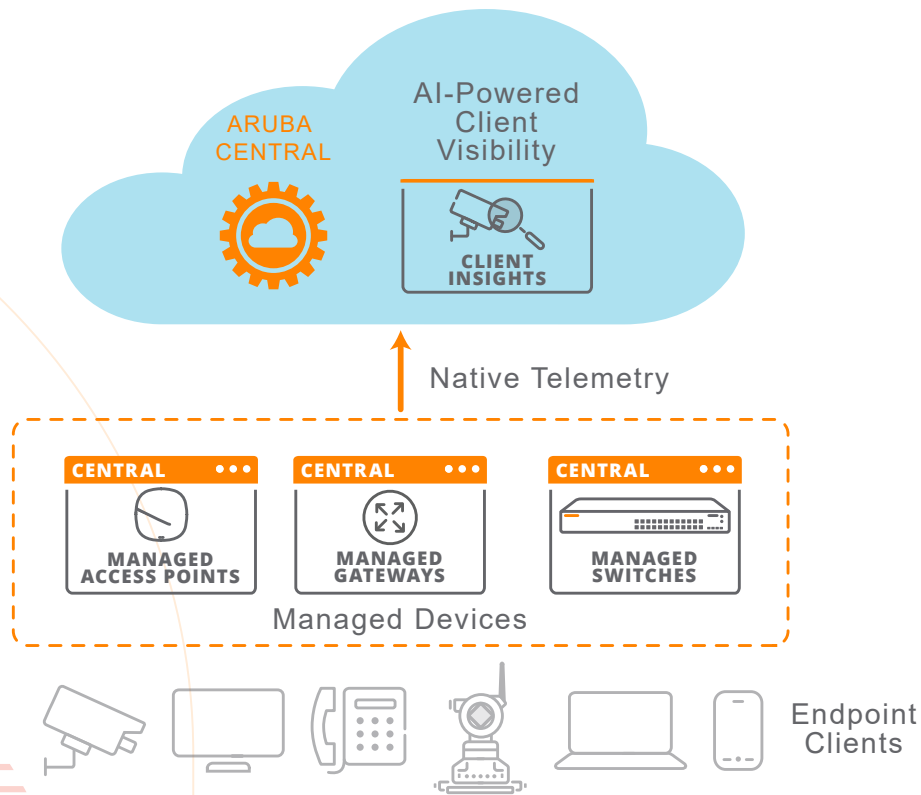 ARUBA
CENTRAL
AI-Powered
Client
Visibility
CLIENT
INSIGHTS
Native Telemetry
CENTRAL
MANAGED
ACCESS POINTS
CENTRAL
MANAGED
GATEWAYS
CENTRAL
MANAGED
SWITCHES
Managed Devices
Endpoint
Clients